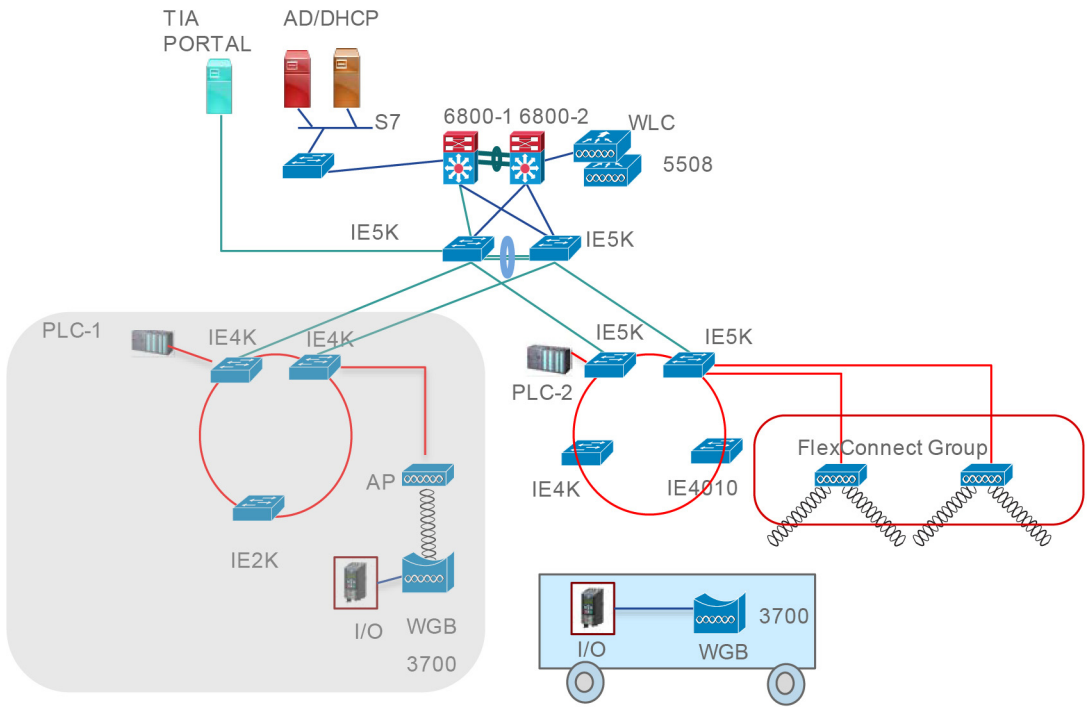 TIA
PORTAL
AD/DHCP
S7
6800-1
6800-2
WLC
5508
IE5K
IE5K
PLC-1
IE4K
IE4K
AP
IE2K
I/O
WGB
3700
IE5K
IE5K
PLC-2
IE4K
IE4010
FlexConnect Group
I/O
WGB
3700